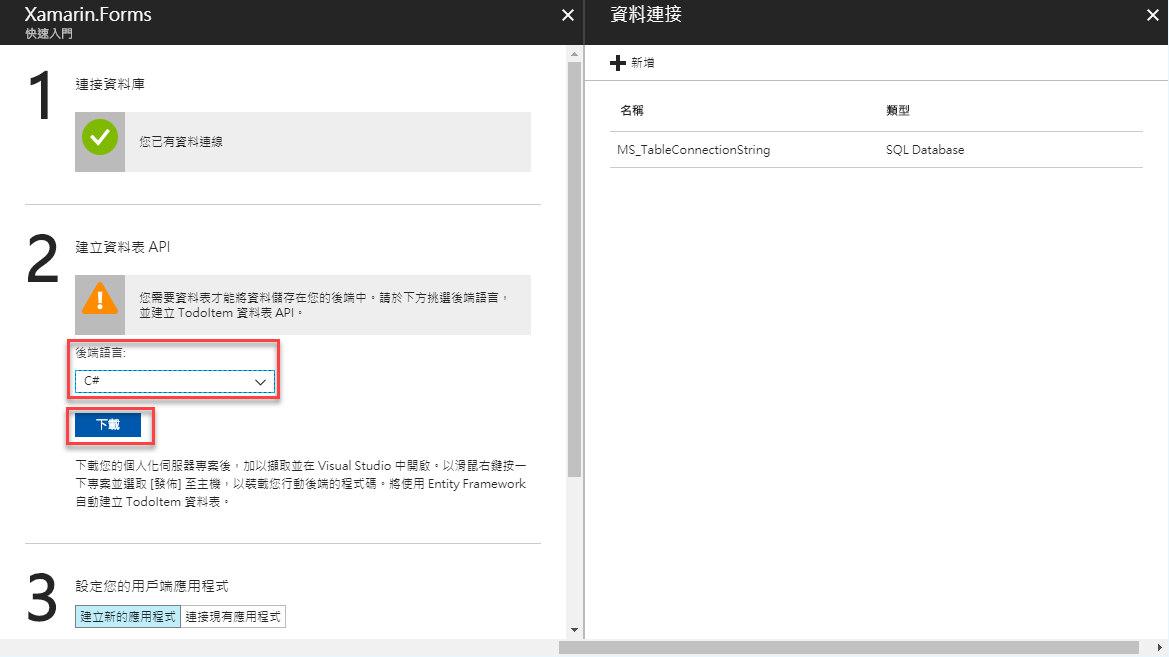 Xamarin.Forms
快速入門
1
連接資料庫
您已有資料連線
2
建立資料表 API
您需要資料表才能將資料儲存在您的後端中。請於下方挑選後端語言，
並建立 TodoItem 資料表 API。
後端語言:
C#
下載
下載您的個人化伺服器專案後，加以擷取並在 Visual Studio 中開啟。以滑鼠右鍵按一
下專案並選取 [發佈] 至主機，以裝載您行動後端的程式碼。將使用 Entity Framework
自動建立 TodoItem 資料表。
3
設定您的用戶端應用程式
建立新的應用程式 連接現有應用程式
資料連接
新增
名稱 類型
MS_TableConnectionString SQL Database